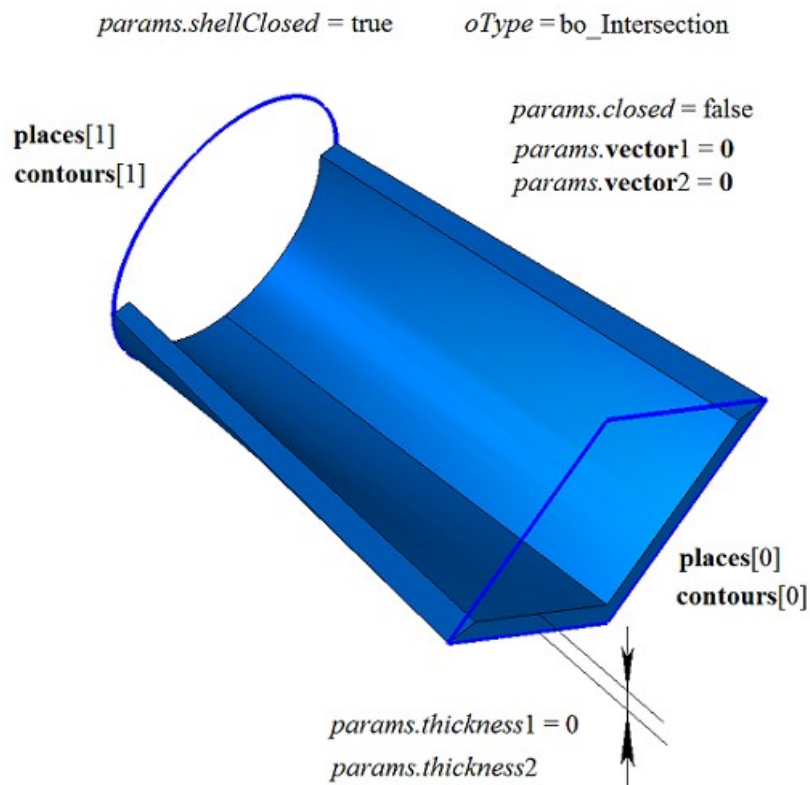 params.shellClosed = true oType = bo_Intersection
params.closed = false
places[1]
contours[1]
params.vector1 = 0
params.vector2 = 0
places[0]
contours[0]
params.thickness1 = 0
params.thickness2